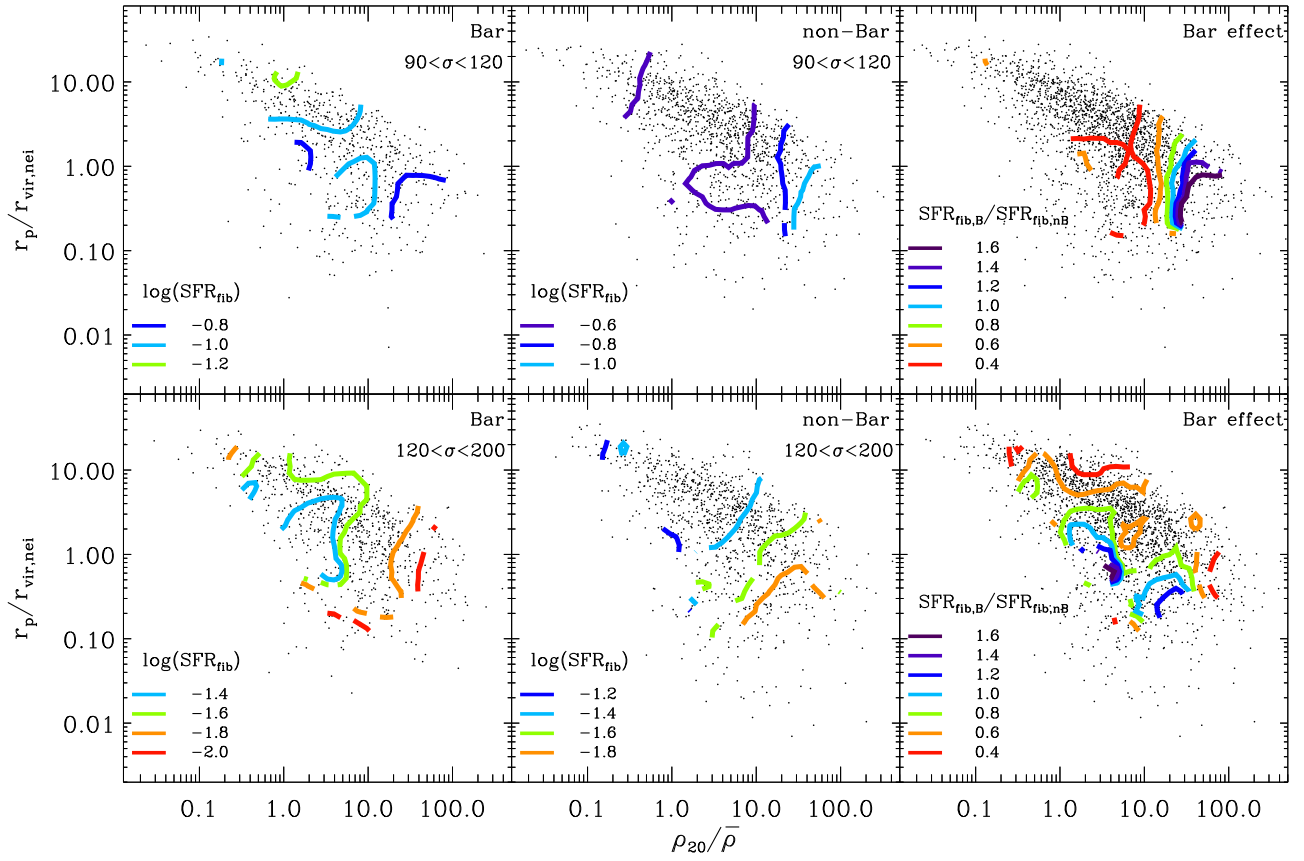 Bar
90<σ<120
r_p/r_vir,nei
10.00
1.00
0.10
0.01
log(SFR_fib)
−0.8
−1.0
−1.2
non-Bar
90<σ<120
log(SFR_fib)
−0.6
−0.8
−1.0
Bar effect
SFR_fib,B/SFR_fib,nB
1.6
1.4
1.2
1.0
0.8
0.6
0.4
Bar
120<σ<200
r_p/r_vir,nei
10.00
1.00
0.10
0.01
log(SFR_fib)
−1.4
−1.6
−1.8
−2.0
0.1 1.0 10.0 100.0
non-Bar
120<σ<200
log(SFR_fib)
−1.2
−1.4
−1.6
−1.8
0.1 1.0 10.0 100.0
Bar effect
SFR_fib,B/SFR_fib,nB
1.6
1.4
1.2
1.0
0.8
0.6
0.4
0.1 1.0 10.0 100.0
ρ_20/ρ̄